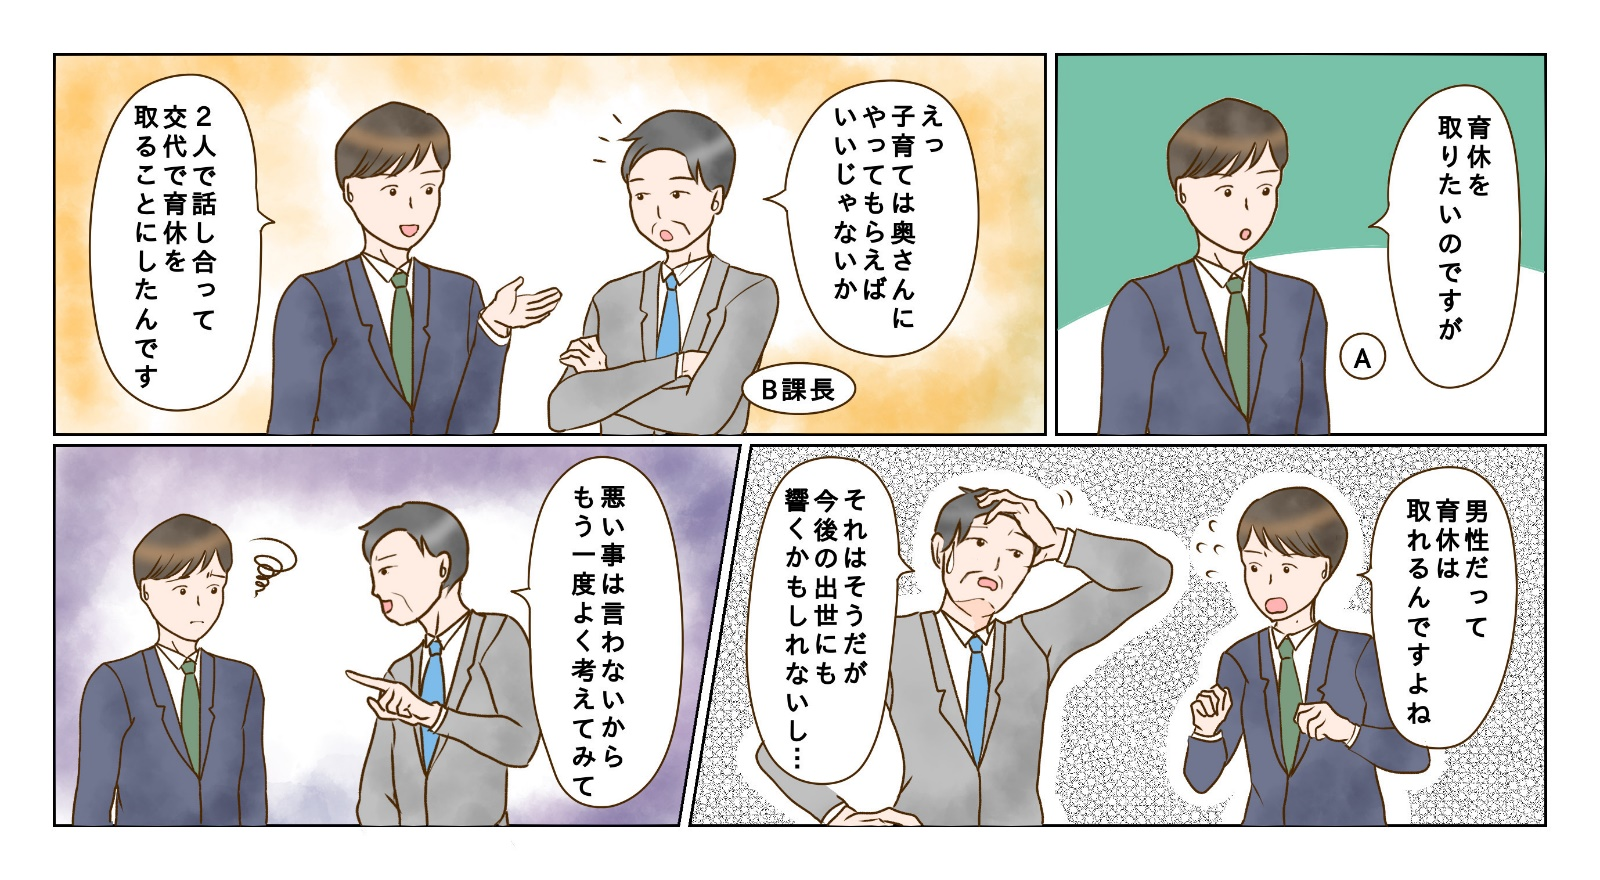 育休を
取りたいのですが
A
えっ
子育ては奥さんに
やってもらえば
いいじゃないか
B課長
2人で話し合って
交代で育休を
取ることにしたんです
男性だって
育休は
取れるんですよね
それはそうだが
今後の出世にも
響くかもしれないし…
悪い事は言わないから
もう一度よく考えてみて